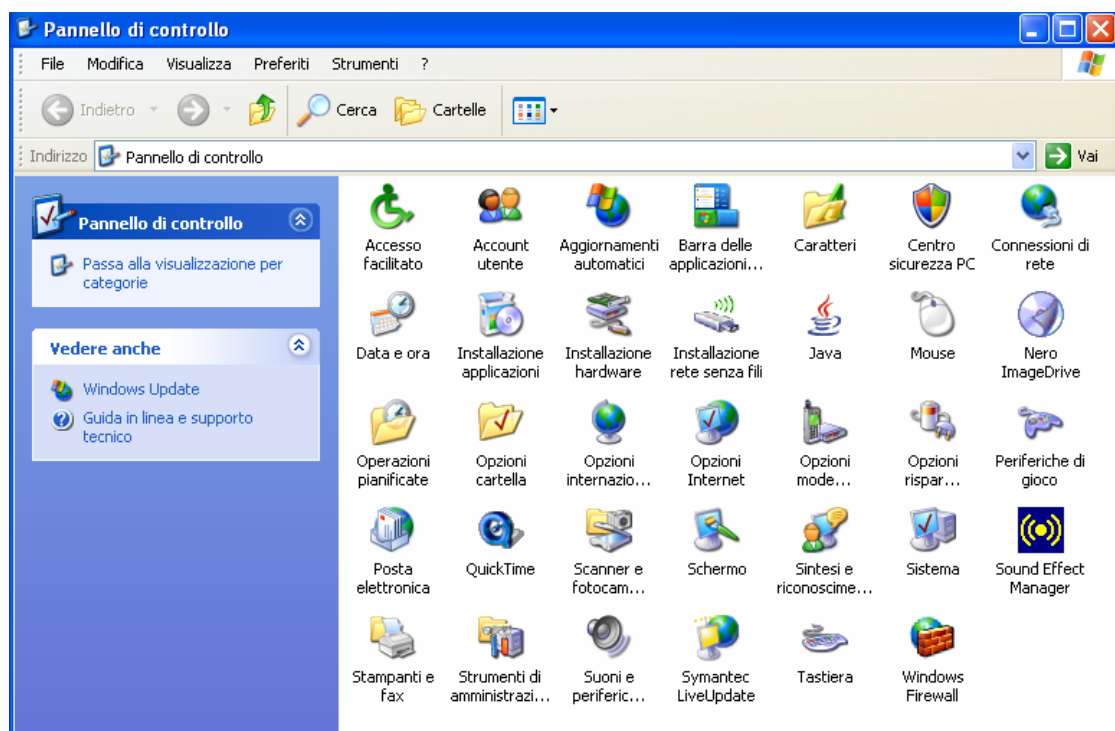 Pannello di controllo
File Modifica Visualizza Preferiti Strumenti ?
Indietro Cerca Cartelle
Indirizzo Pannello di controllo Vai
Pannello di controllo
Passa alla visualizzazione per
categorie
Vedere anche
Windows Update
Guida in linea e supporto
tecnico
Accesso
facilitato
Account
utente
Aggiornamenti
automatici
Barra delle
applicazioni...
Caratteri
Centro
sicurezza PC
Connessioni di
rete
Data e ora
Installazione
applicazioni
Installazione
hardware
Installazione
rete senza fili
Java
Mouse
Nero
ImageDrive
Operazioni
pianificate
Opzioni
cartella
Opzioni
internazio...
Opzioni
Internet
Opzioni
mode...
Opzioni
rispar...
Periferiche di
gioco
Posta
elettronica
QuickTime
Scanner e
fotocam...
Schermo
Sintesi e
riconoscime...
Sistema
Sound Effect
Manager
Stampanti e
fax
Strumenti di
amministrazi...
Suoni e
periferic...
Symantec
LiveUpdate
Tastiera
Windows
Firewall